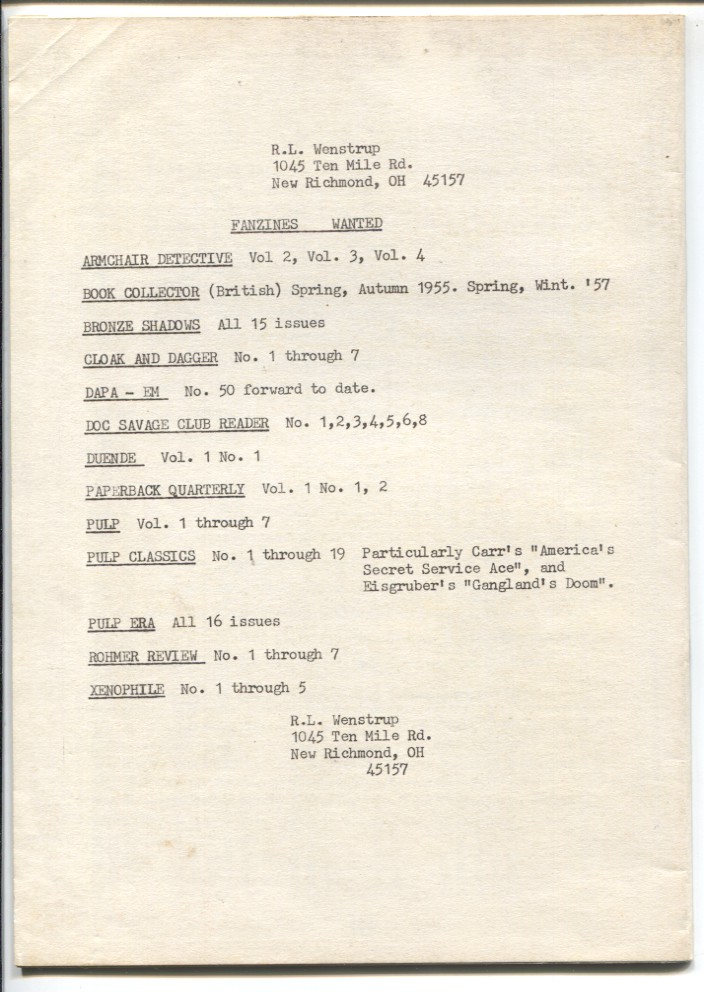 R.L. Wenstrup
1045 Ten Mile Rd.
New Richmond, OH 45157
FANZINES WANTED
ARMCHAIR DETECTIVE Vol 2, Vol. 3, Vol. 4
BOOK COLLECTOR (British) Spring, Autumn 1955. Spring, Wint. '57
BRONZE SHADOWS All 15 issues
CLOAK AND DAGGER No. 1 through 7
DAPA - EM No. 50 forward to date.
DOC SAVAGE CLUB READER No. 1,2,3,4,5,6,8
DUENDE Vol. 1 No. 1
PAPERBACK QUARTERLY Vol. 1 No. 1, 2
PULP Vol. 1 through 7
PULP CLASSICS No. 1 through 19 Particularly Carr's "America's
Secret Service Ace", and
Eisgruber's "Gangland's Doom".
PULP ERA All 16 issues
ROHMER REVIEW No. 1 through 7
XENOPHILE No. 1 through 5
R.L. Wenstrup
1045 Ten Mile Rd.
New Richmond, OH
45157